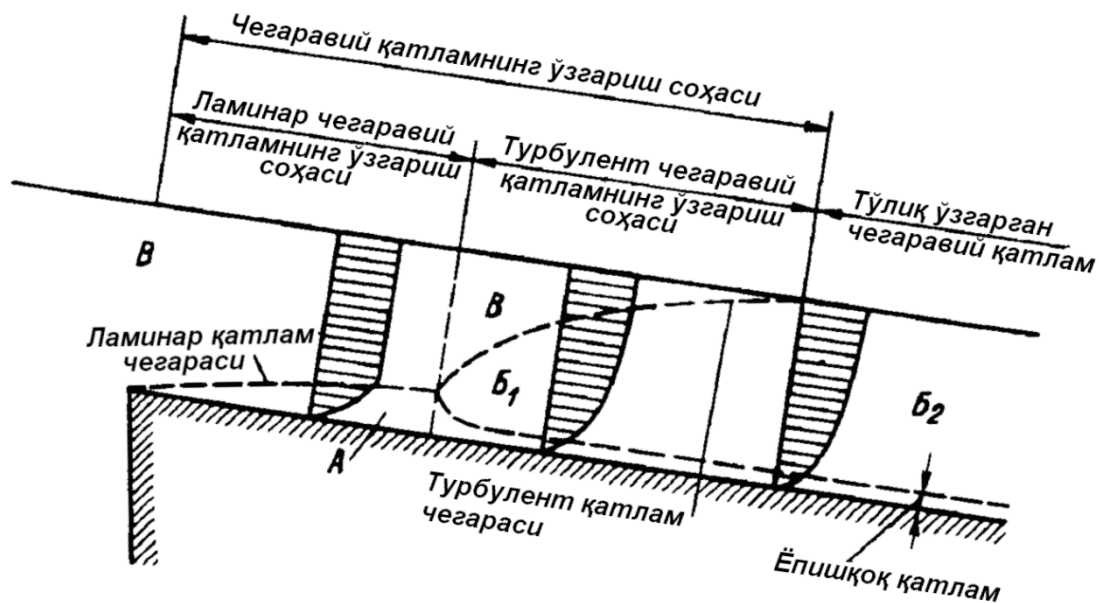 Чегаравий қатламнинг ўзгариш соҳаси
Ламинар чегаравий
қатламнинг ўзгариш
соҳаси
Турбулент чегаравий
қатламнинг ўзгариш
соҳаси
Тўлиқ ўзгарган
чегаравий қатлам
В
В
Ламинар қатлам
чегараси
Б1
Б2
А
Турбулент қатлам
чегараси
Ёпишқоқ қатлам